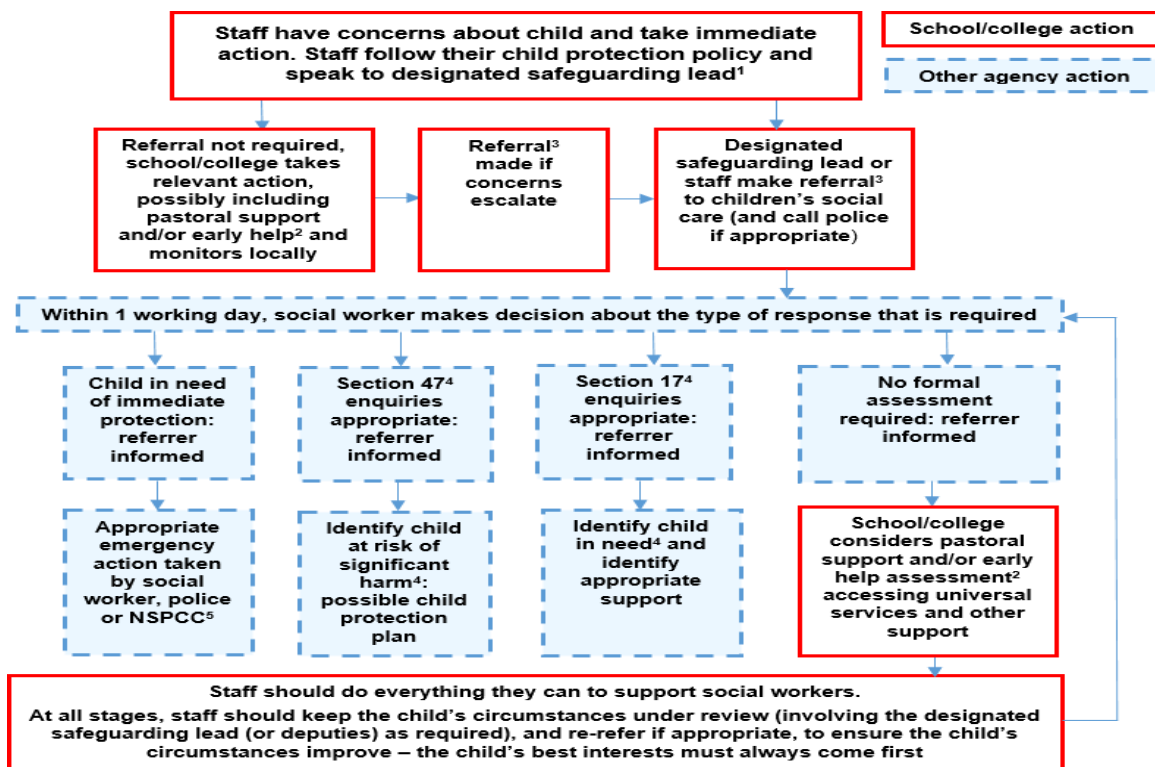 Staff have concerns about child and take immediate
action. Staff follow their child protection policy and
speak to designated safeguarding lead¹
School/college action
Other agency action
Referral not required,
school/college takes
relevant action,
possibly including
pastoral support
and/or early help² and
monitors locally
Referral³
made if
concerns
escalate
Designated
safeguarding lead or
staff make referral³
to children's social
care (and call police
if appropriate)
Within 1 working day, social worker makes decision about the type of response that is required
Child in need
of immediate
protection:
referrer
informed
Section 47⁴
enquiries
appropriate:
referrer
informed
Section 17⁴
enquiries
appropriate:
referrer
informed
No formal
assessment
required: referrer
informed
Appropriate
emergency
action taken
by social
worker, police
or NSPCC⁵
Identify child
at risk of
significant
harm⁴:
possible child
protection
plan
Identify child
in need⁴ and
identify
appropriate
support
School/college
considers pastoral
support and/or early
help assessment²
accessing universal
services and other
support
Staff should do everything they can to support social workers.
At all stages, staff should keep the child's circumstances under review (involving the designated
safeguarding lead (or deputies) as required), and re-refer if appropriate, to ensure the child's
circumstances improve – the child's best interests must always come first